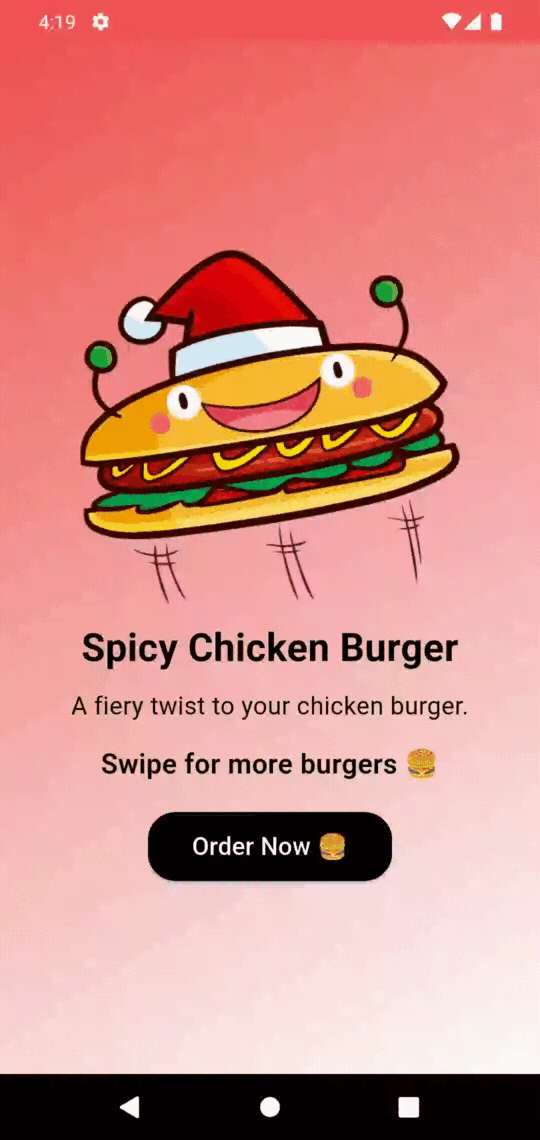 4:19
Spicy Chicken Burger
A fiery twist to your chicken burger.
Swipe for more burgers 🍔
Order Now 🍔